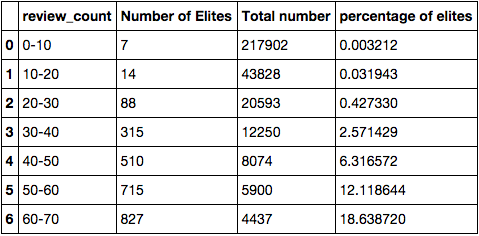 review_count Number of Elites Total number percentage of elites
0 0-10 7 217902 0.003212
1 10-20 14 43828 0.031943
2 20-30 88 20593 0.427330
3 30-40 315 12250 2.571429
4 40-50 510 8074 6.316572
5 50-60 715 5900 12.118644
6 60-70 827 4437 18.638720